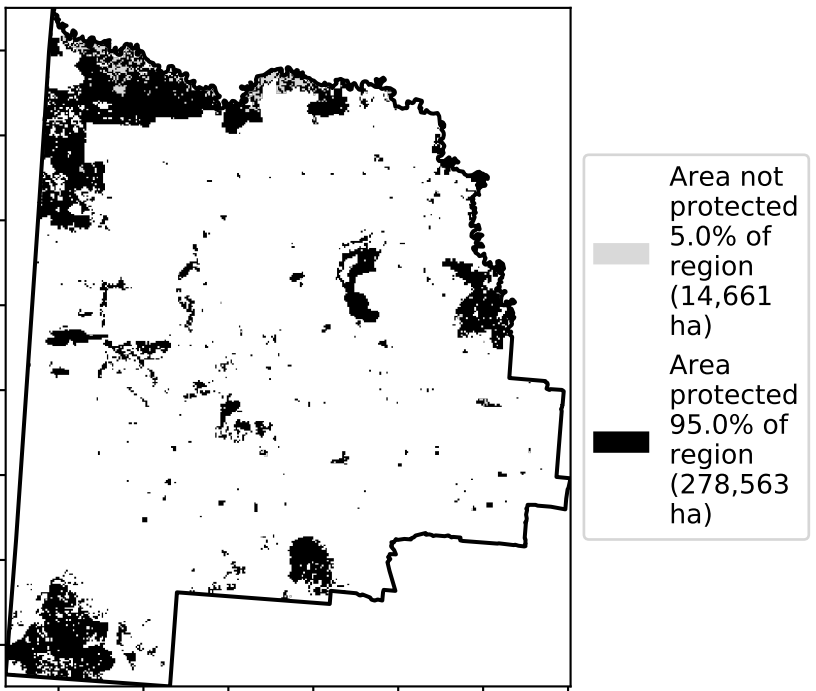 Area not
protected
5.0% of
region
(14,661
ha)
Area
protected
95.0% of
region
(278,563
ha)